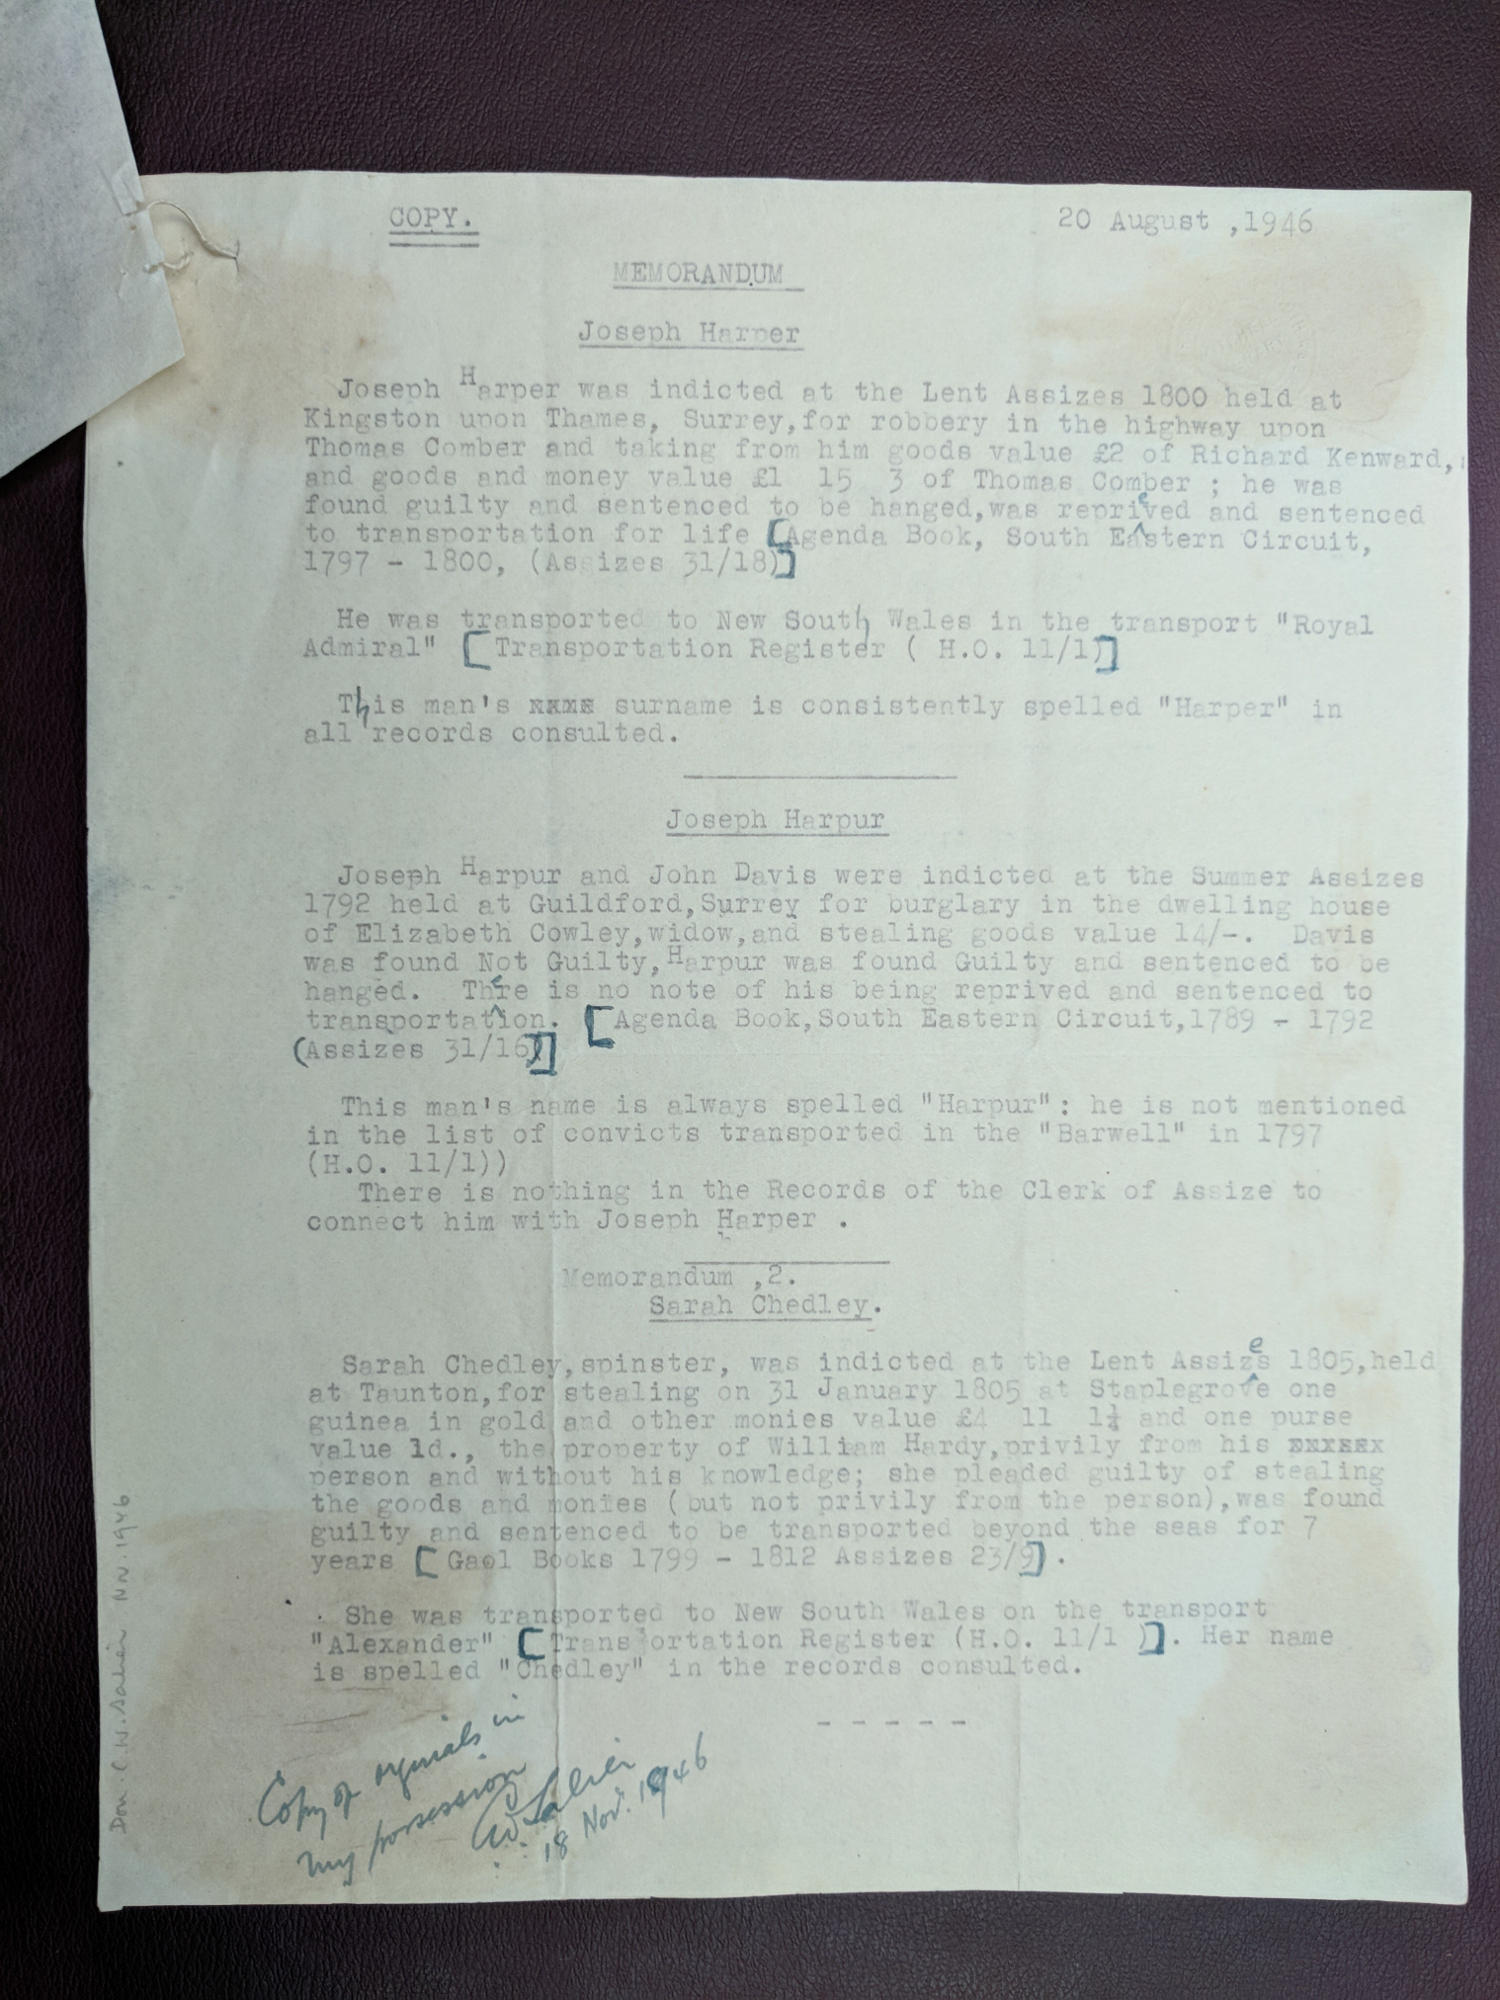 COPY.
20 August ,1946
MEMORANDUM
Joseph Harper
Joseph Harper was indicted at the Lent Assizes 1800 held at
Kingston upon Thames, Surrey,for robbery in the highway upon
Thomas Comber and taking from him goods value £2 of Richard Kenward,
and goods and money value £1 15 3 of Thomas Comber ; he was
found guilty and sentenced to be hanged,was reprieved and sentenced
to transportation for life [Agenda Book, South Eastern Circuit,
1797 - 1800, (Assizes 31/18)]
He was transported to New South Wales in the transport "Royal
Admiral" [Transportation Register ( H.O. 11/1)]
This man's xxxx surname is consistently spelled "Harper" in
all records consulted.
Joseph Harpur
Joseph Harpur and John Davis were indicted at the Summer Assizes
1792 held at Guildford,Surrey for burglary in the dwelling house
of Elizabeth Cowley,widow,and stealing goods value 14/-. Davis
was found Not Guilty,Harpur was found Guilty and sentenced to be
hanged. There is no note of his being reprived and sentenced to
transportation. [Agenda Book,South Eastern Circuit,1789 - 1792
(Assizes 31/16)]
This man's name is always spelled "Harpur": he is not mentioned
in the list of convicts transported in the "Barwell" in 1797
(H.O. 11/1))
There is nothing in the Records of the Clerk of Assize to
connect him with Joseph Harper .
Memorandum ,2.
Sarah Chedley.
Sarah Chedley,spinster, was indicted at the Lent Assizes 1805,held
at Taunton,for stealing on 31 January 1805 at Staplegrove one
guinea in gold and other monies value £4 11 1½ and one purse
value 1d., the property of William Hardy,privily from his xxxxxx
person and without his knowledge; she pleaded guilty of stealing
the goods and monies (but not privily from the person),was found
guilty and sentenced to be transported beyond the seas for 7
years [Gaol Books 1799 - 1812 Assizes 23/9].
She was transported to New South Wales on the transport
"Alexander" [Transportation Register (H.O. 11/1 )]. Her name
is spelled "Chedley" in the records consulted.
- - - - -
Copy of originals in
my possession
CW Salier
18 Nov. 1946
Don. C.W. Salier Nov. 1946